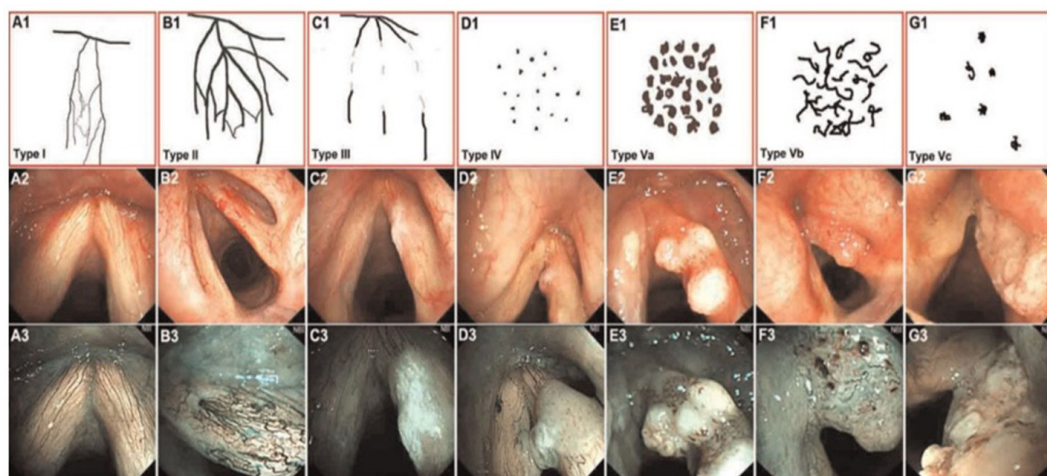 A1
Type I
B1
Type II
C1
Type III
D1
Type IV
E1
Type Va
F1
Type Vb
G1
Type Vc
A2
B2
C2
D2
E2
F2
G2
A3
B3
C3
D3
E3
F3
G3